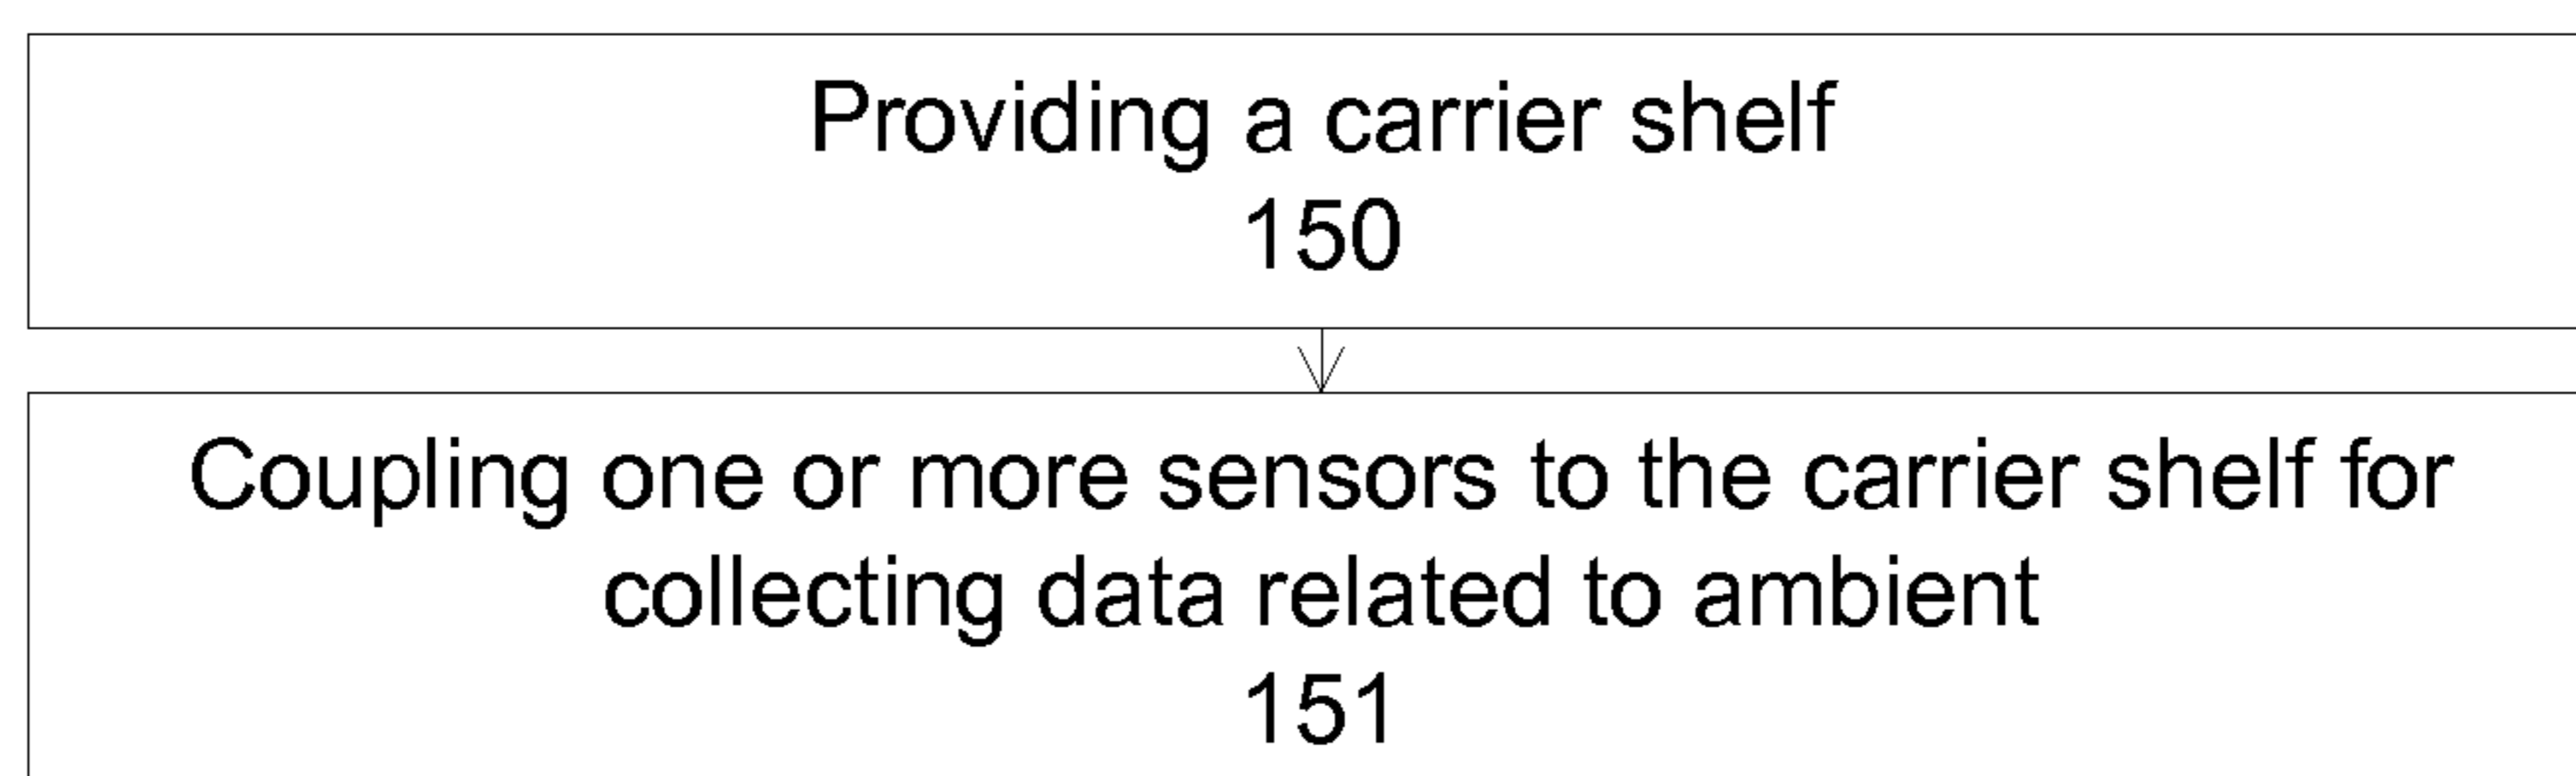 Providing a carrier shelf
150
Coupling one or more sensors to the carrier shelf for
collecting data related to ambient
151